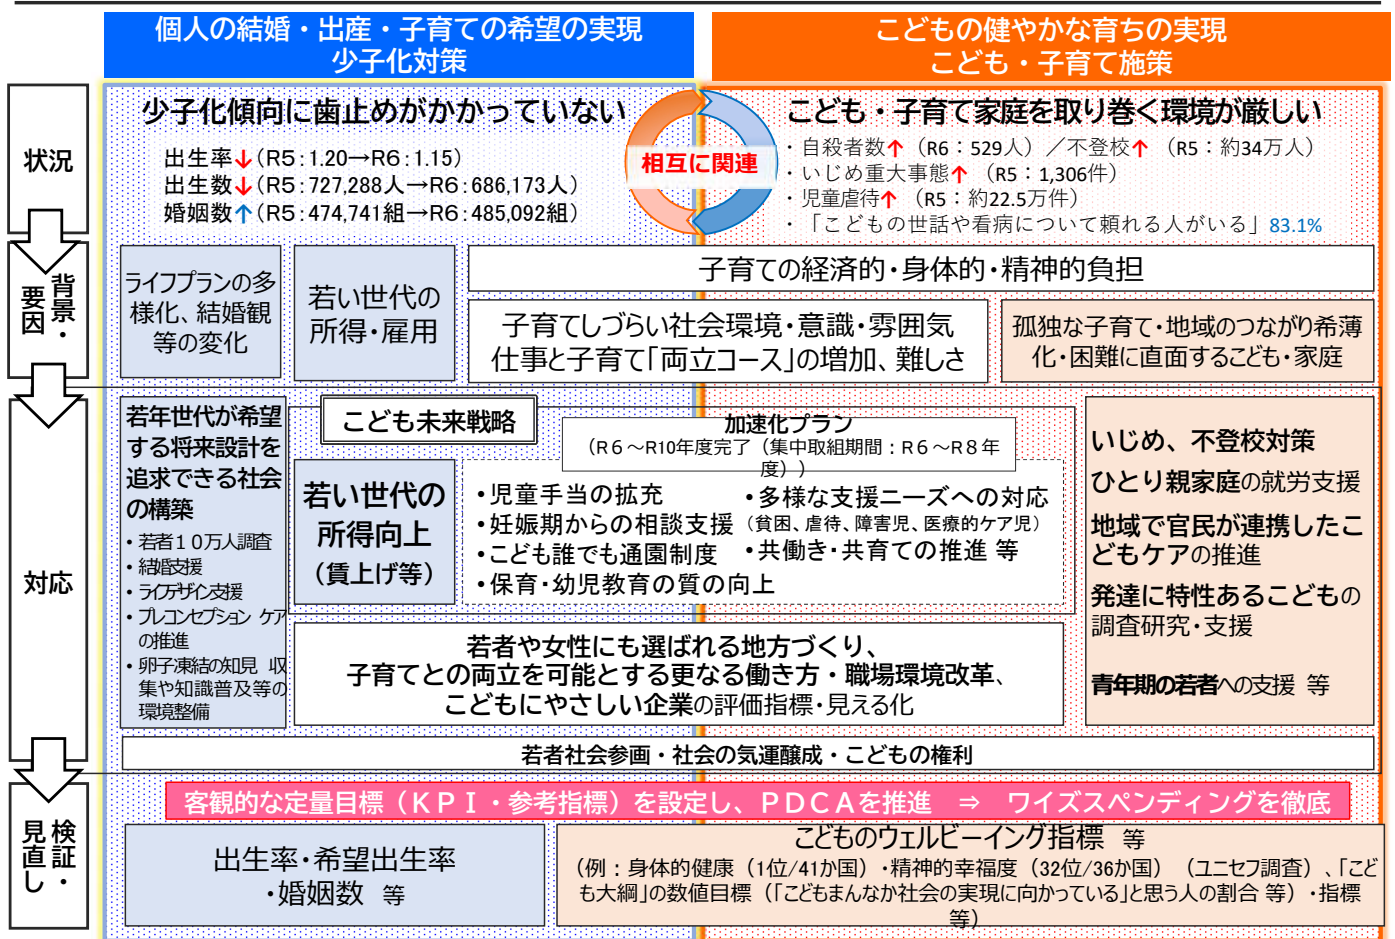 個人の結婚・出産・子育ての希望の実現
少子化対策
こどもの健やかな育ちの実現
こども・子育て施策
状況
少子化傾向に歯止めがかかっていない
出生率↓(R5:1.20→R6:1.15)
出生数↓(R5:727,288人→R6:686,173人)
婚姻数↑(R5:474,741組→R6:485,092組)
相互に関連
こども・子育て家庭を取り巻く環境が厳しい
・自殺者数↑（R6：529人）／不登校↑（R5：約34万人）
・いじめ重大事態↑（R5：1,306件）
・児童虐待↑（R5：約22.5万件）
・「こどもの世話や看病について頼れる人がいる」83.1%
背景・
要因
ライフプランの多
様化、結婚観
等の変化
若い世代の
所得・雇用
子育ての経済的・身体的・精神的負担
子育てしづらい社会環境・意識・雰囲気
仕事と子育て「両立コース」の増加、難しさ
孤独な子育て・地域のつながり希薄
化・困難に直面するこども・家庭
対応
若年世代が希望
する将来設計を
追求できる社会
の構築
・若者１０万人調査
・結婚支援
・ライフデザイン支援
・プレコンセプション ケア
の推進
・卵子凍結の知見 収
集や知識普及等の
環境整備
こども未来戦略
加速化プラン
（R６～R10年度完了（集中取組期間：R６～R８年
度））
若い世代の
所得向上
（賃上げ等）
・児童手当の拡充
・妊娠期からの相談支援
・こども誰でも通園制度
・保育・幼児教育の質の向上
・多様な支援ニーズへの対応
（貧困、虐待、障害児、医療的ケア児）
・共働き・共育ての推進 等
若者や女性にも選ばれる地方づくり、
子育てとの両立を可能とする更なる働き方・職場環境改革、
こどもにやさしい企業の評価指標・見える化
いじめ、不登校対策
ひとり親家庭の就労支援
地域で官民が連携したこ
どもケアの推進
発達に特性あるこどもの
調査研究・支援
青年期の若者への支援 等
若者社会参画・社会の気運醸成・こどもの権利
検証・
見直し
客観的な定量目標（ＫＰＩ・参考指標）を設定し、ＰＤＣＡを推進 ⇒ ワイズスペンディングを徹底
出生率・希望出生率
・婚姻数 等
こどものウェルビーイング指標 等
（例：身体的健康（1位/41か国）・精神的幸福度（32位/36か国）（ユニセフ調査）、「こど
も大綱」の数値目標（「こどもまんなか社会の実現に向かっている」と思う人の割合 等）・指標
等）